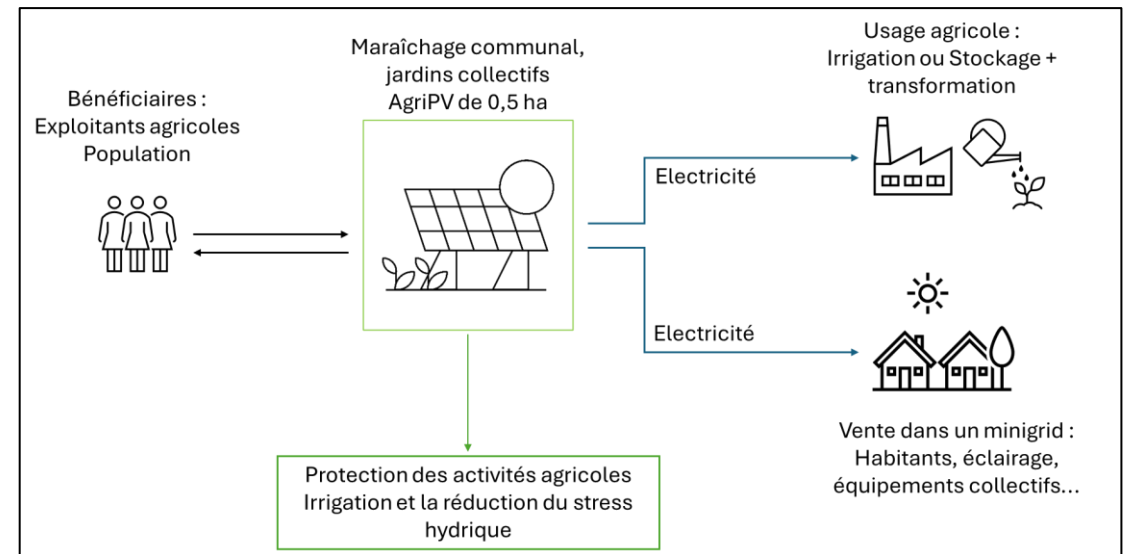 Bénéficiaires :
Exploitants agricoles
Population
Maraîchage communal,
jardins collectifs
AgriPV de 0,5 ha
Usage agricole :
Irrigation ou Stockage +
transformation
Electricité
Electricité
Vente dans un minigrid :
Habitants, éclairage,
équipements collectifs...
Protection des activités agricoles
Irrigation et la réduction du stress
hydrique